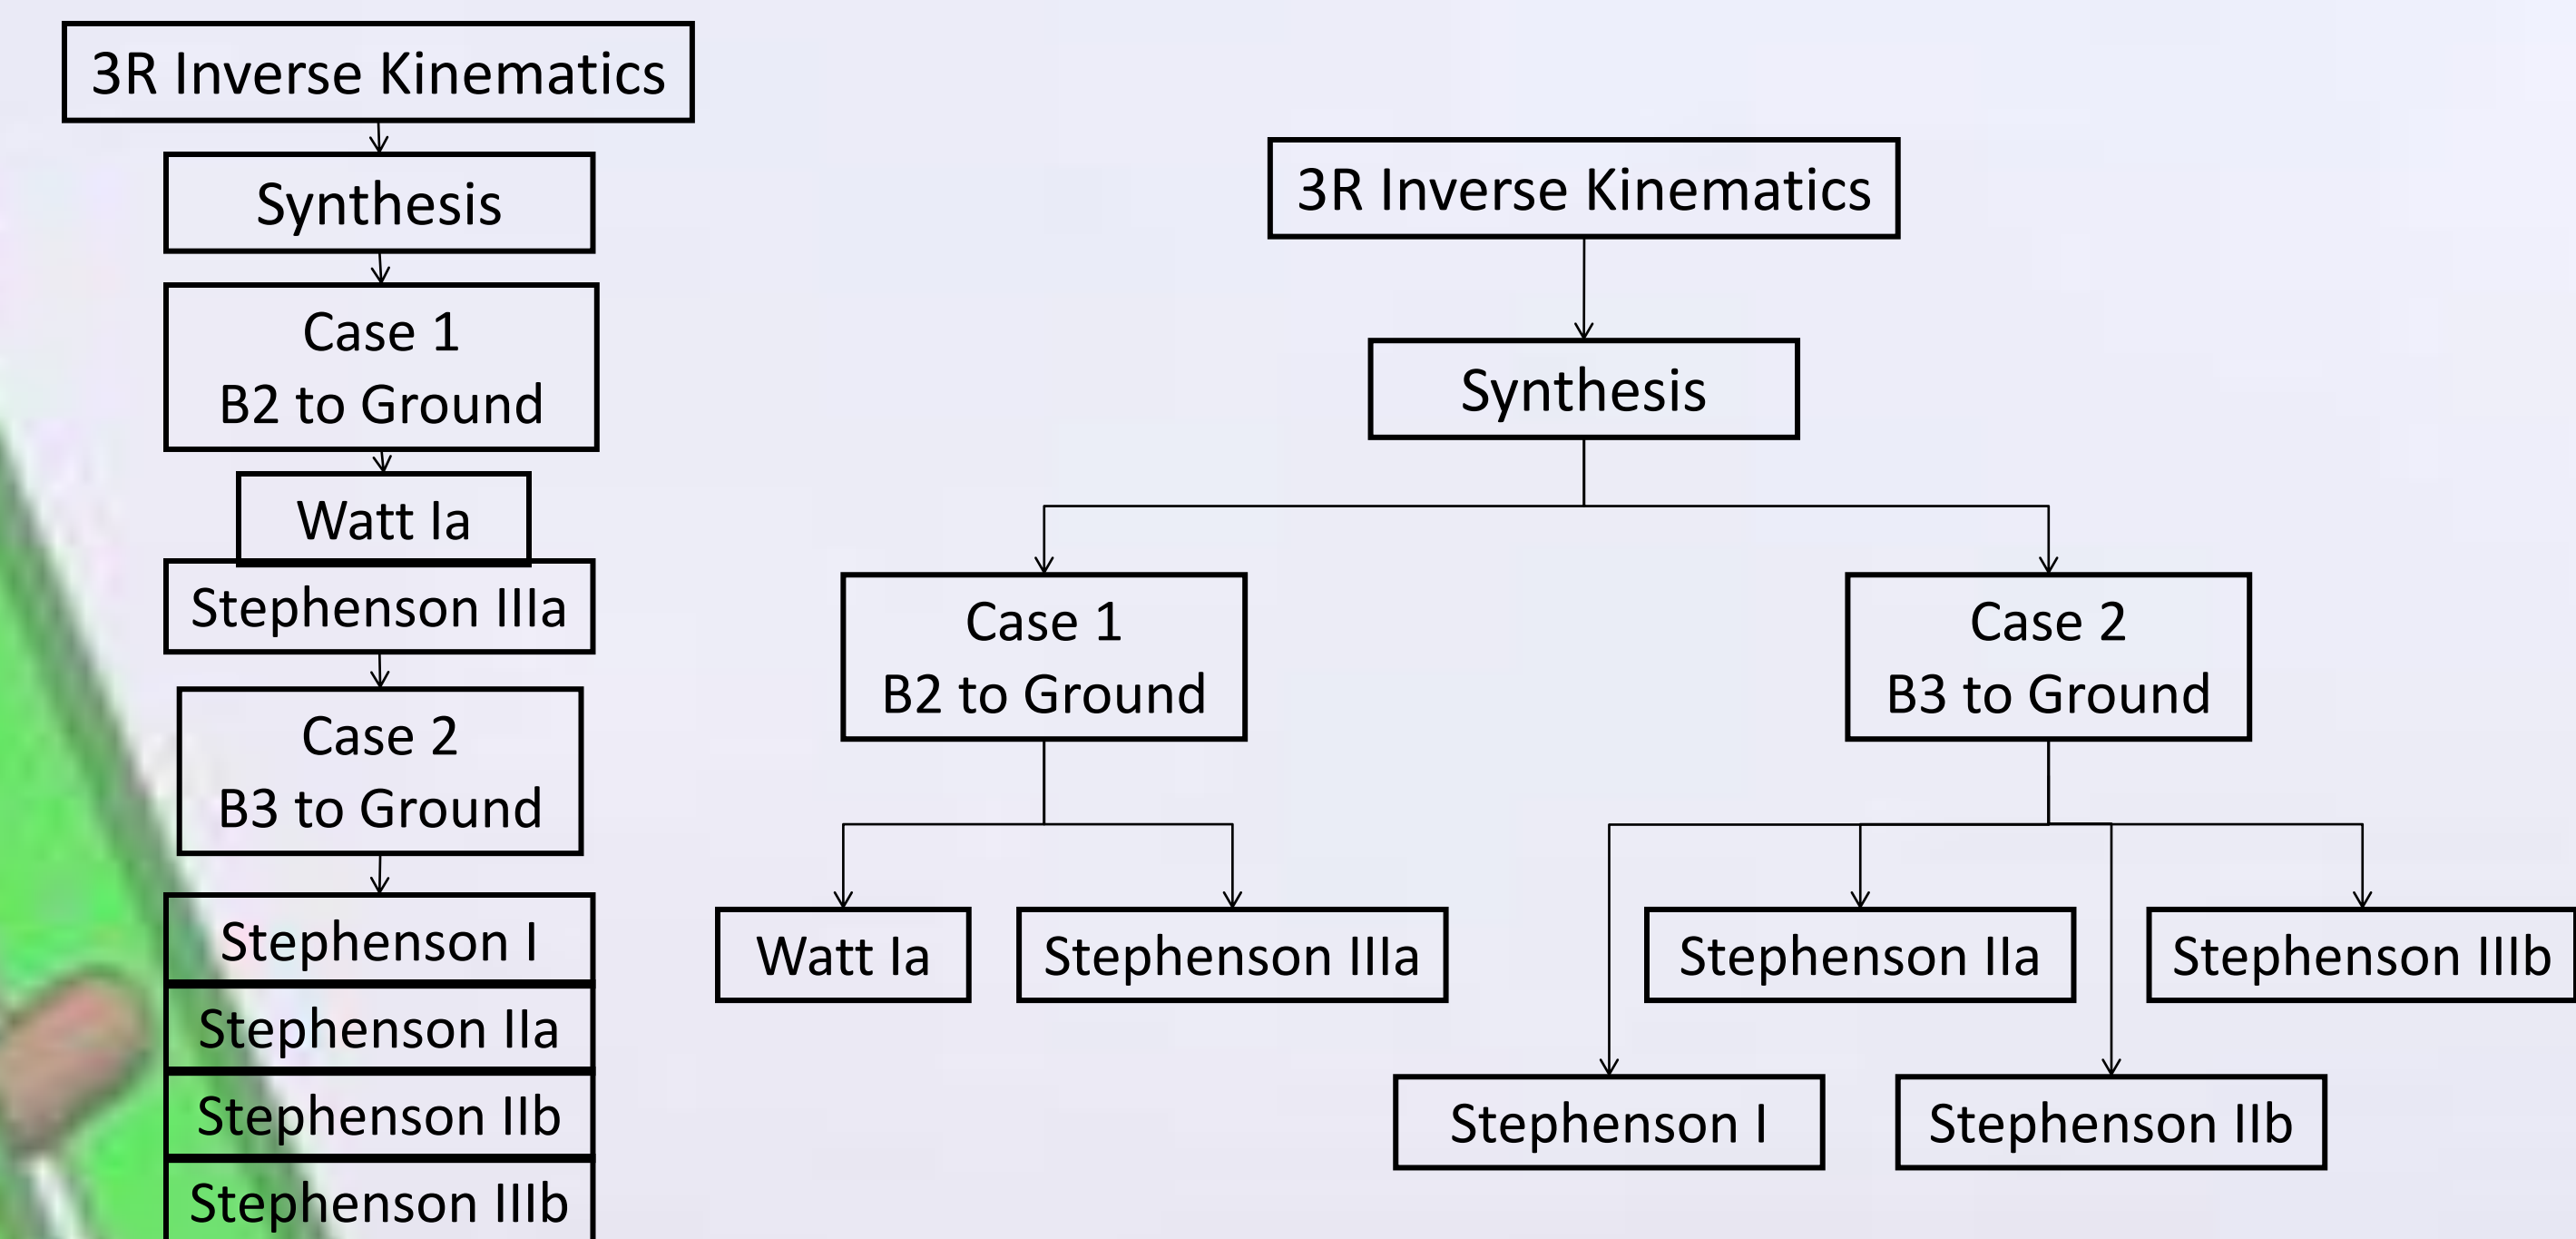 3R Inverse Kinematics
Synthesis
Case 1
B2 to Ground
Watt Ia
Stephenson IIIa
Case 2
B3 to Ground
Stephenson I
Stephenson IIa
Stephenson IIb
Stephenson IIIb
3R Inverse Kinematics
Synthesis
Case 1
B2 to Ground
Case 2
B3 to Ground
Watt Ia
Stephenson IIIa
Stephenson IIa
Stephenson IIIb
Stephenson I
Stephenson IIb